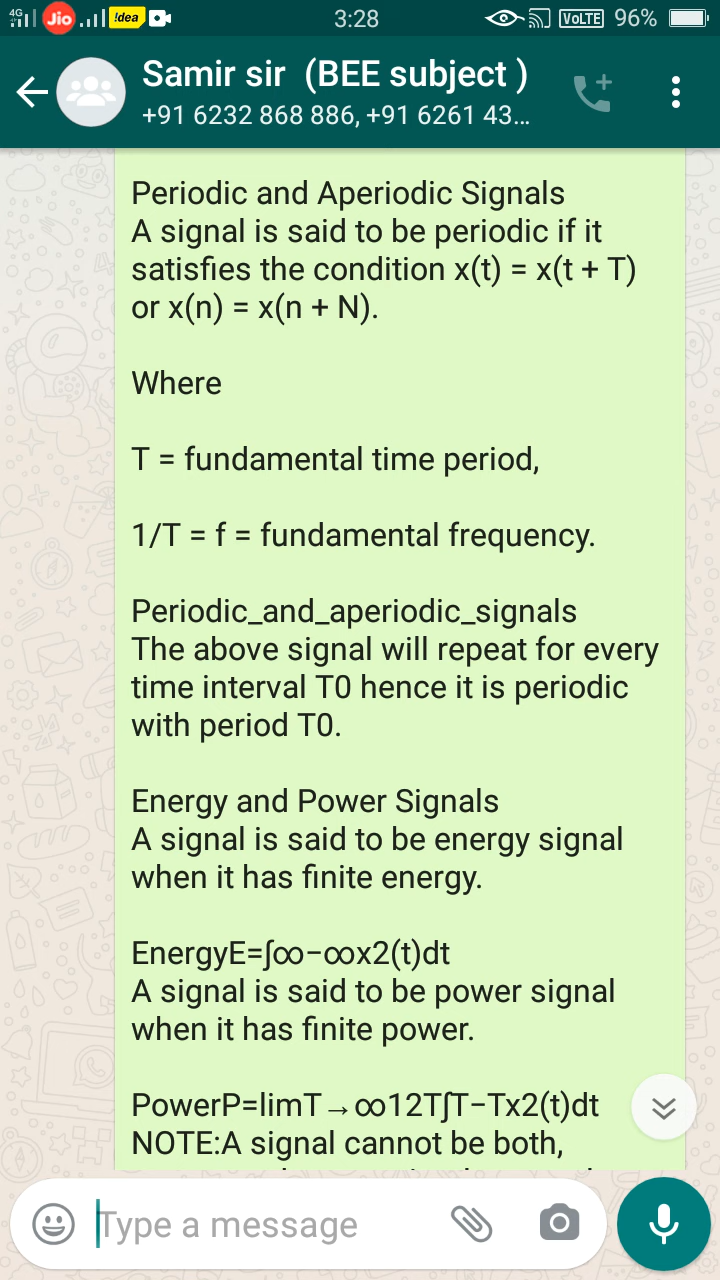 4G Jio !dea 3:28 VoLTE 96%
Samir sir (BEE subject )
+91 6232 868 886, +91 6261 43...
Periodic and Aperiodic Signals
A signal is said to be periodic if it
satisfies the condition x(t) = x(t + T)
or x(n) = x(n + N).
Where
T = fundamental time period,
1/T = f = fundamental frequency.
Periodic_and_aperiodic_signals
The above signal will repeat for every
time interval T0 hence it is periodic
with period T0.
Energy and Power Signals
A signal is said to be energy signal
when it has finite energy.
EnergyE=∫∞−∞x2(t)dt
A signal is said to be power signal
when it has finite power.
PowerP=limT→∞12T∫T−Tx2(t)dt
NOTE:A signal cannot be both,
Type a message